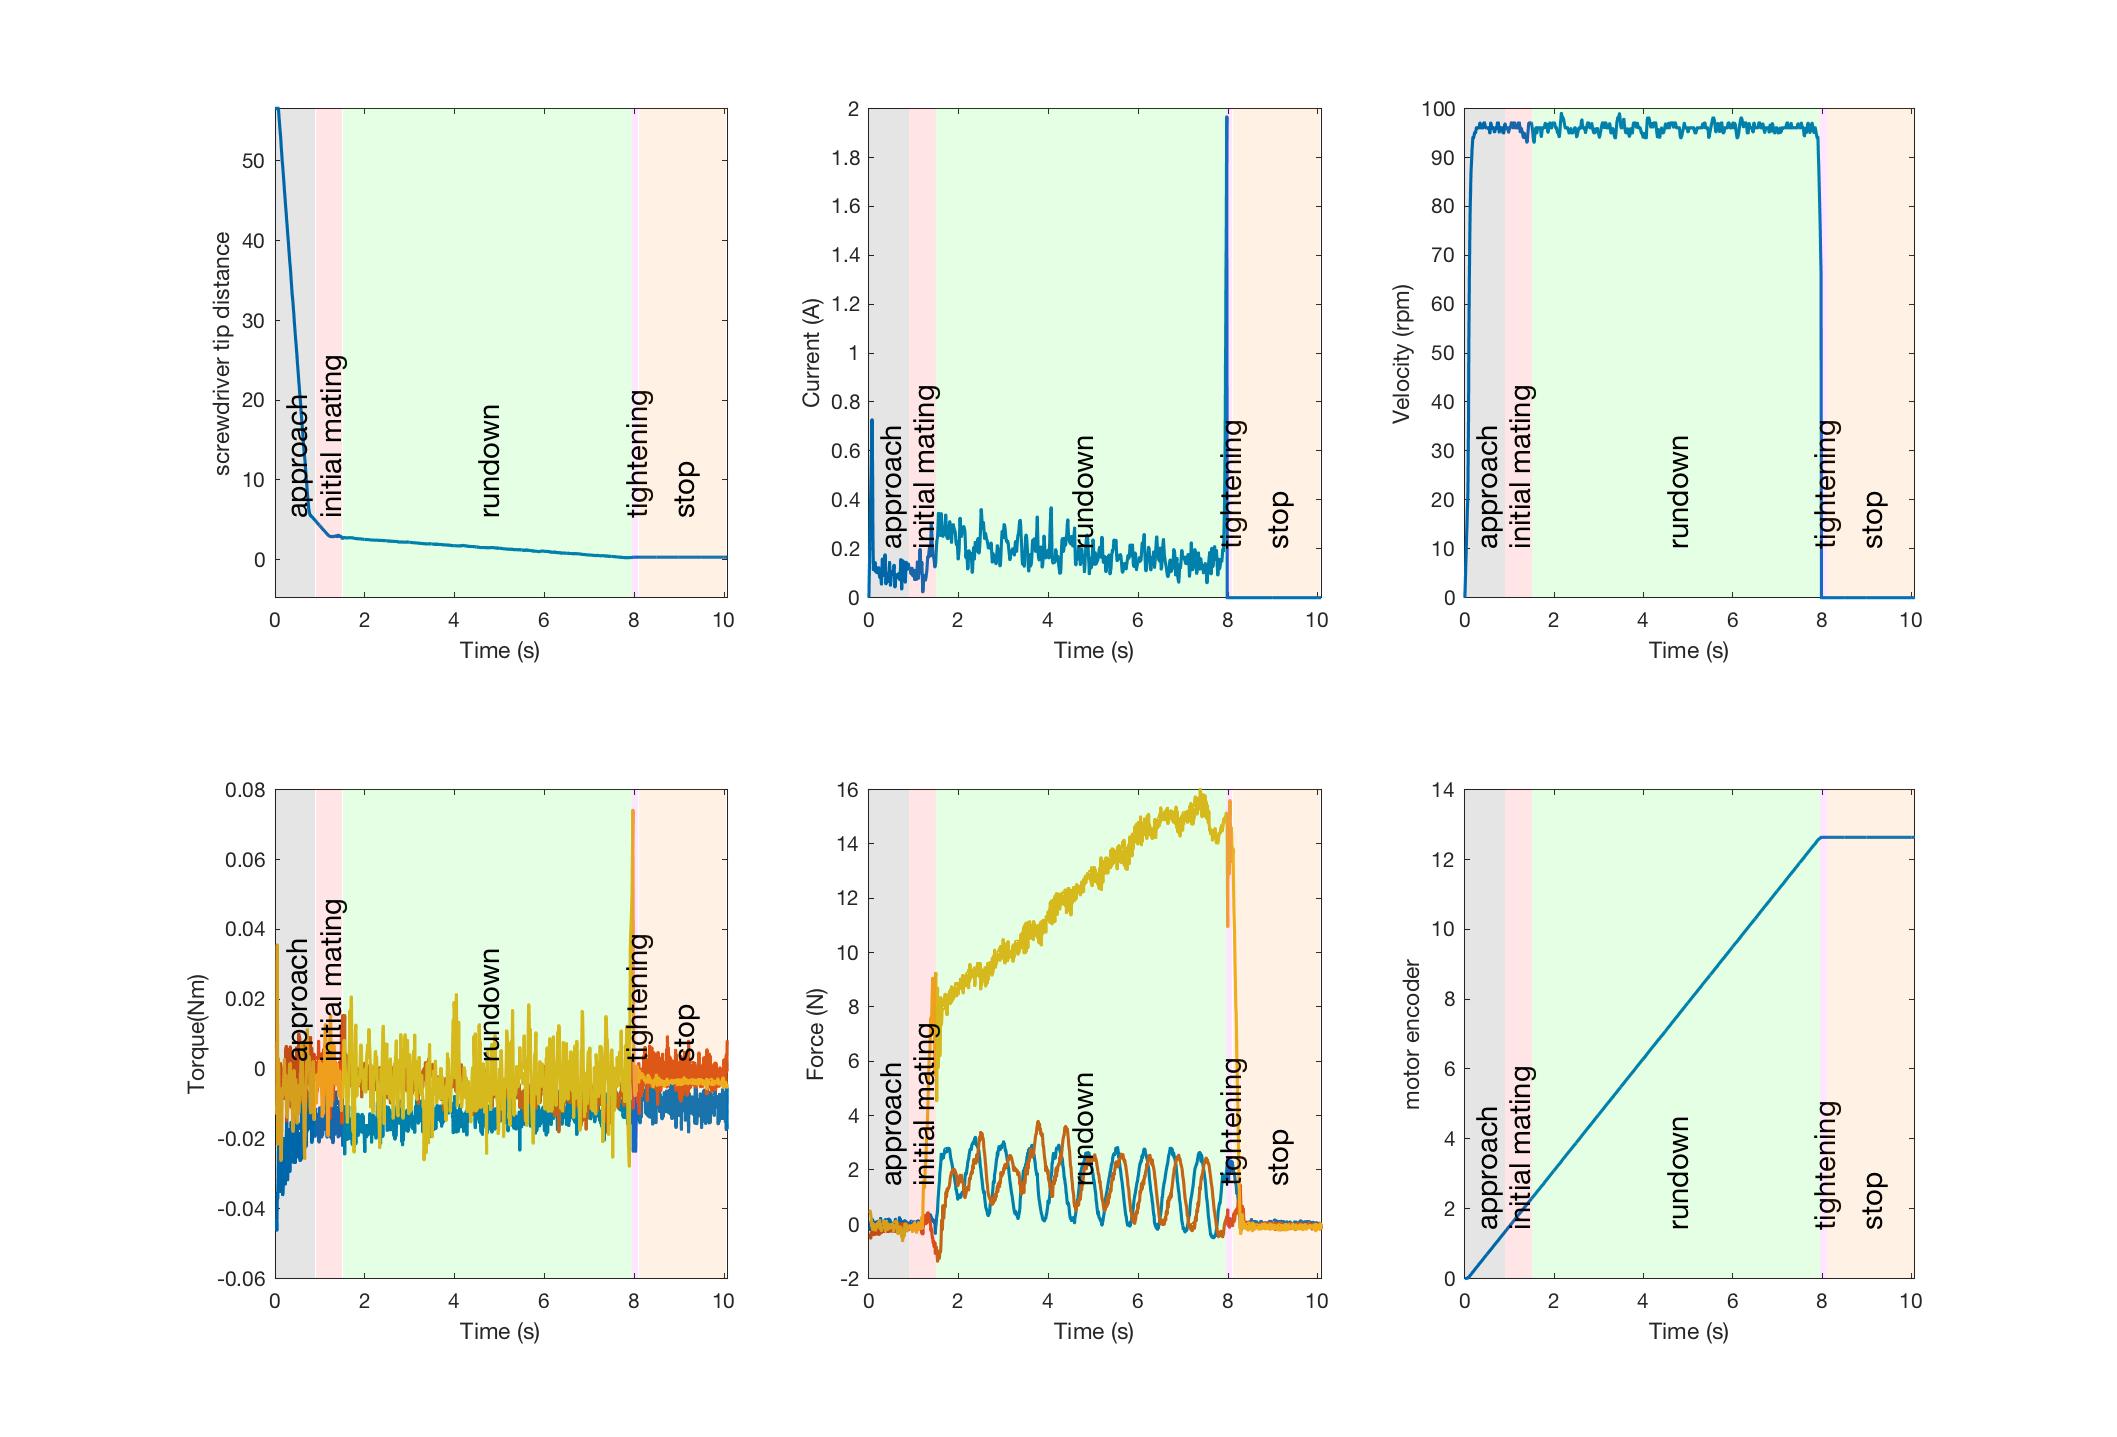 screwdriver tip distance
50
40
30
20
10
0
approach
initial mating
rundown
tightening
stop
0 2 4 6 8 10
Time (s)
Current (A)
2
1.8
1.6
1.4
1.2
1
0.8
0.6
0.4
0.2
0
approach
initial mating
rundown
tightening
stop
0 2 4 6 8 10
Time (s)
Velocity (rpm)
100
90
80
70
60
50
40
30
20
10
0
approach
initial mating
rundown
tightening
stop
0 2 4 6 8 10
Time (s)
Torque(Nm)
0.08
0.06
0.04
0.02
0
-0.02
-0.04
-0.06
approach
initial mating
rundown
tightening
stop
0 2 4 6 8 10
Time (s)
Force (N)
16
14
12
10
8
6
4
2
0
-2
approach
initial mating
rundown
tightening
stop
0 2 4 6 8 10
Time (s)
motor encoder
14
12
10
8
6
4
2
0
approach
initial mating
rundown
tightening
stop
0 2 4 6 8 10
Time (s)